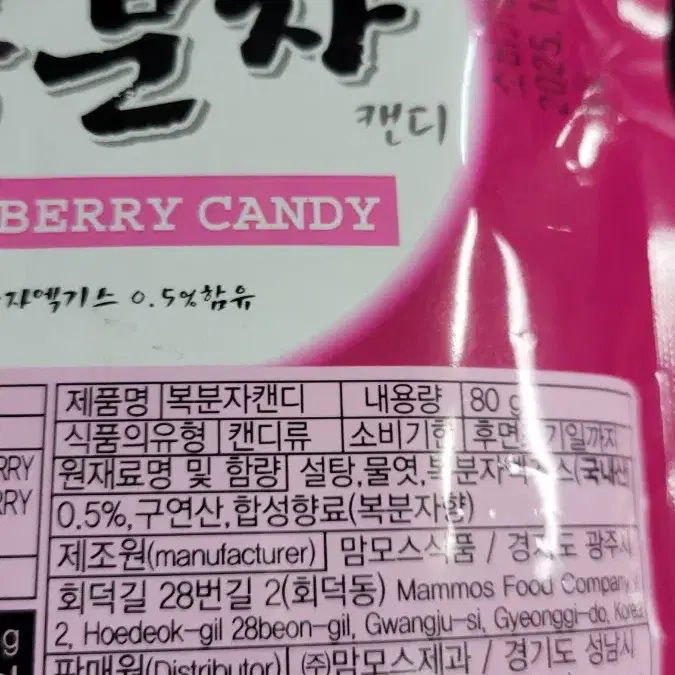 분자
캔디
2025.1
BERRY CANDY
자엑기스 0.5%함유
제품명 복분자캔디 내용량 80 g
식품의유형 캔디류 소비기한 후면 기일까지
RRY 원재료명 및 함량 설탕,물엿,복분자엑기스(국내산
RRY 0.5%,구연산,합성향료(복분자향)
제조원(manufacturer) 맘모스식품 / 경기도 광주시
회덕길 28번길 2(회덕동) Mammos Food Company
2, Hoedeok-gil 28beon-gil, Gwangju-si, Gyeonggi-do, Korea
g 판매원(Distributor) (주)맘모스제과 / 경기도 성남시